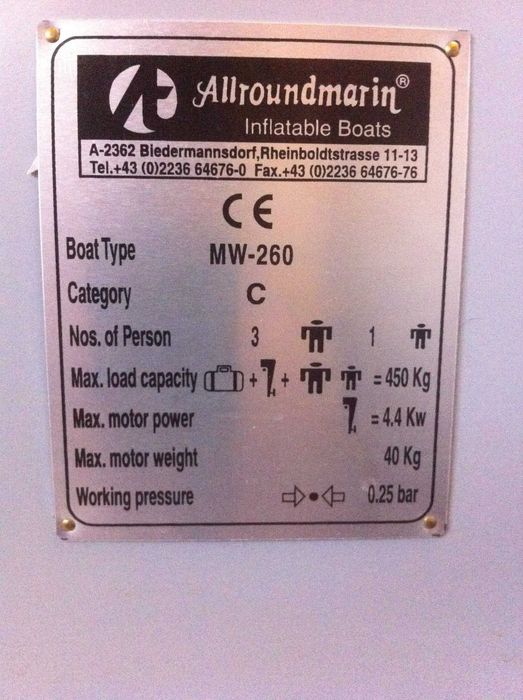 Allroundmarin®
Inflatable Boats
A-2362 Biedermannsdorf,Rheinboldtstrasse 11-13
Tel.+43 (0)2236 64676-0 Fax.+43 (0)2236 64676-76
CE
Boat Type MW-260
Category C
Nos. of Person 3 1
Max. load capacity + + = 450 Kg
Max. motor power = 4.4 Kw
Max. motor weight 40 Kg
Working pressure 0.25 bar